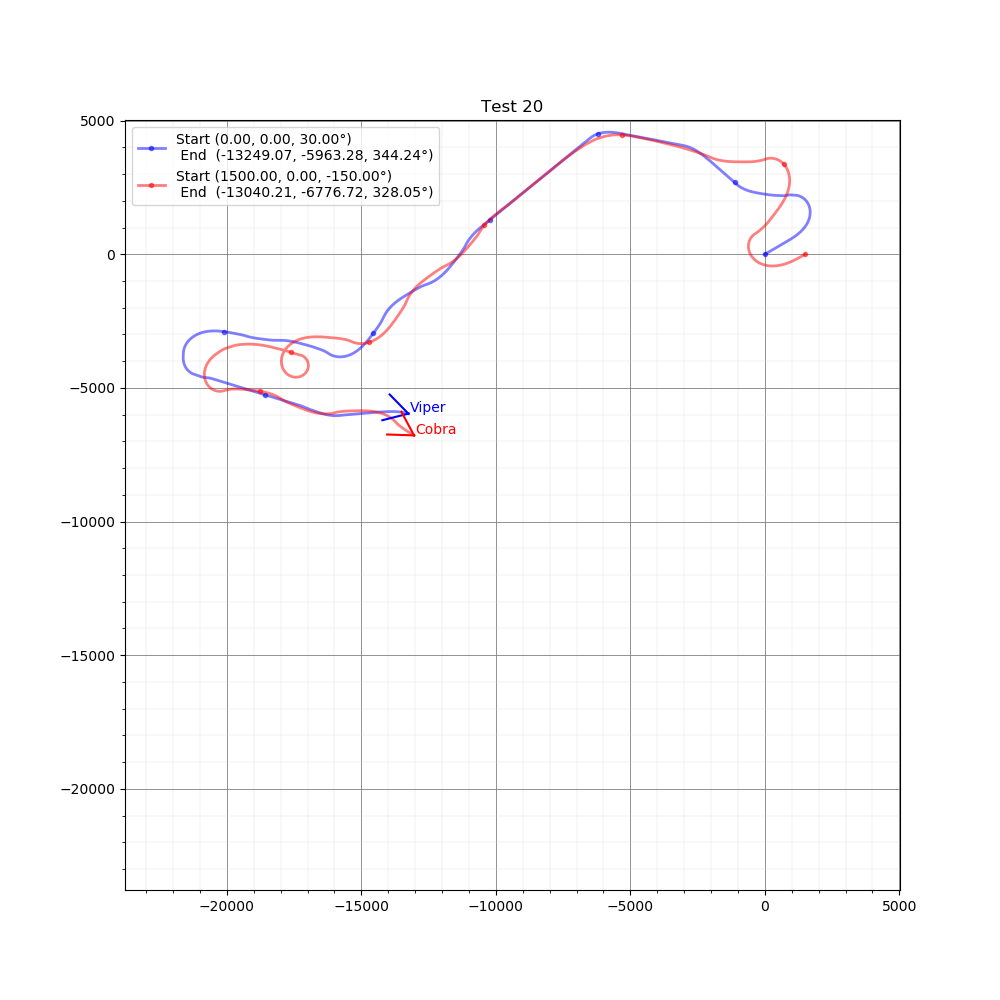 Test 20
5000
0
−5000
−10000
−15000
−20000
Start (0.00, 0.00, 30.00°)
End  (-13249.07, -5963.28, 344.24°)
Start (1500.00, 0.00, -150.00°)
End  (-13040.21, -6776.72, 328.05°)
Viper
Cobra
−20000
−15000
−10000
−5000
0
5000